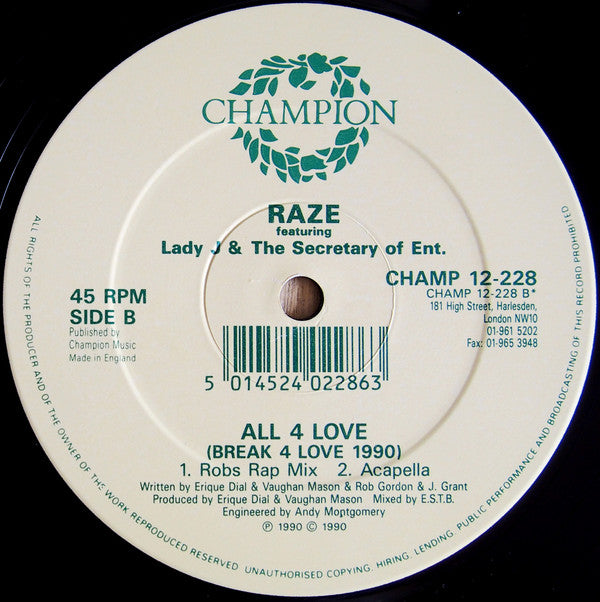 CHAMPION
RAZE
featuring
Lady J & The Secretary of Ent.
CHAMP 12-228
CHAMP 12-228 B*
181 High Street, Harlesden,
London NW10
01-961 5202
Fax: 01-965 3948
45 RPM
SIDE B
Published by
Champion Music
Made in England
5 014524 022863
ALL 4 LOVE
(BREAK 4 LOVE 1990)
1. Robs Rap Mix 2. Acapella
Written by Erique Dial & Vaughan Mason & Rob Gordon & J. Grant
Produced by Erique Dial & Vaughan Mason Mixed by E.S.T.B.
Engineered by Andy Moptgomery
℗ 1990 © 1990
ALL RIGHTS OF THE PRODUCER AND OF THE OWNER OF THE WORK REPRODUCED RESERVED. UNAUTHORISED COPYING. HIRING. LENDING. PUBLIC PERFORMANCE AND BROADCASTING OF THIS RECORD PROHIBITED